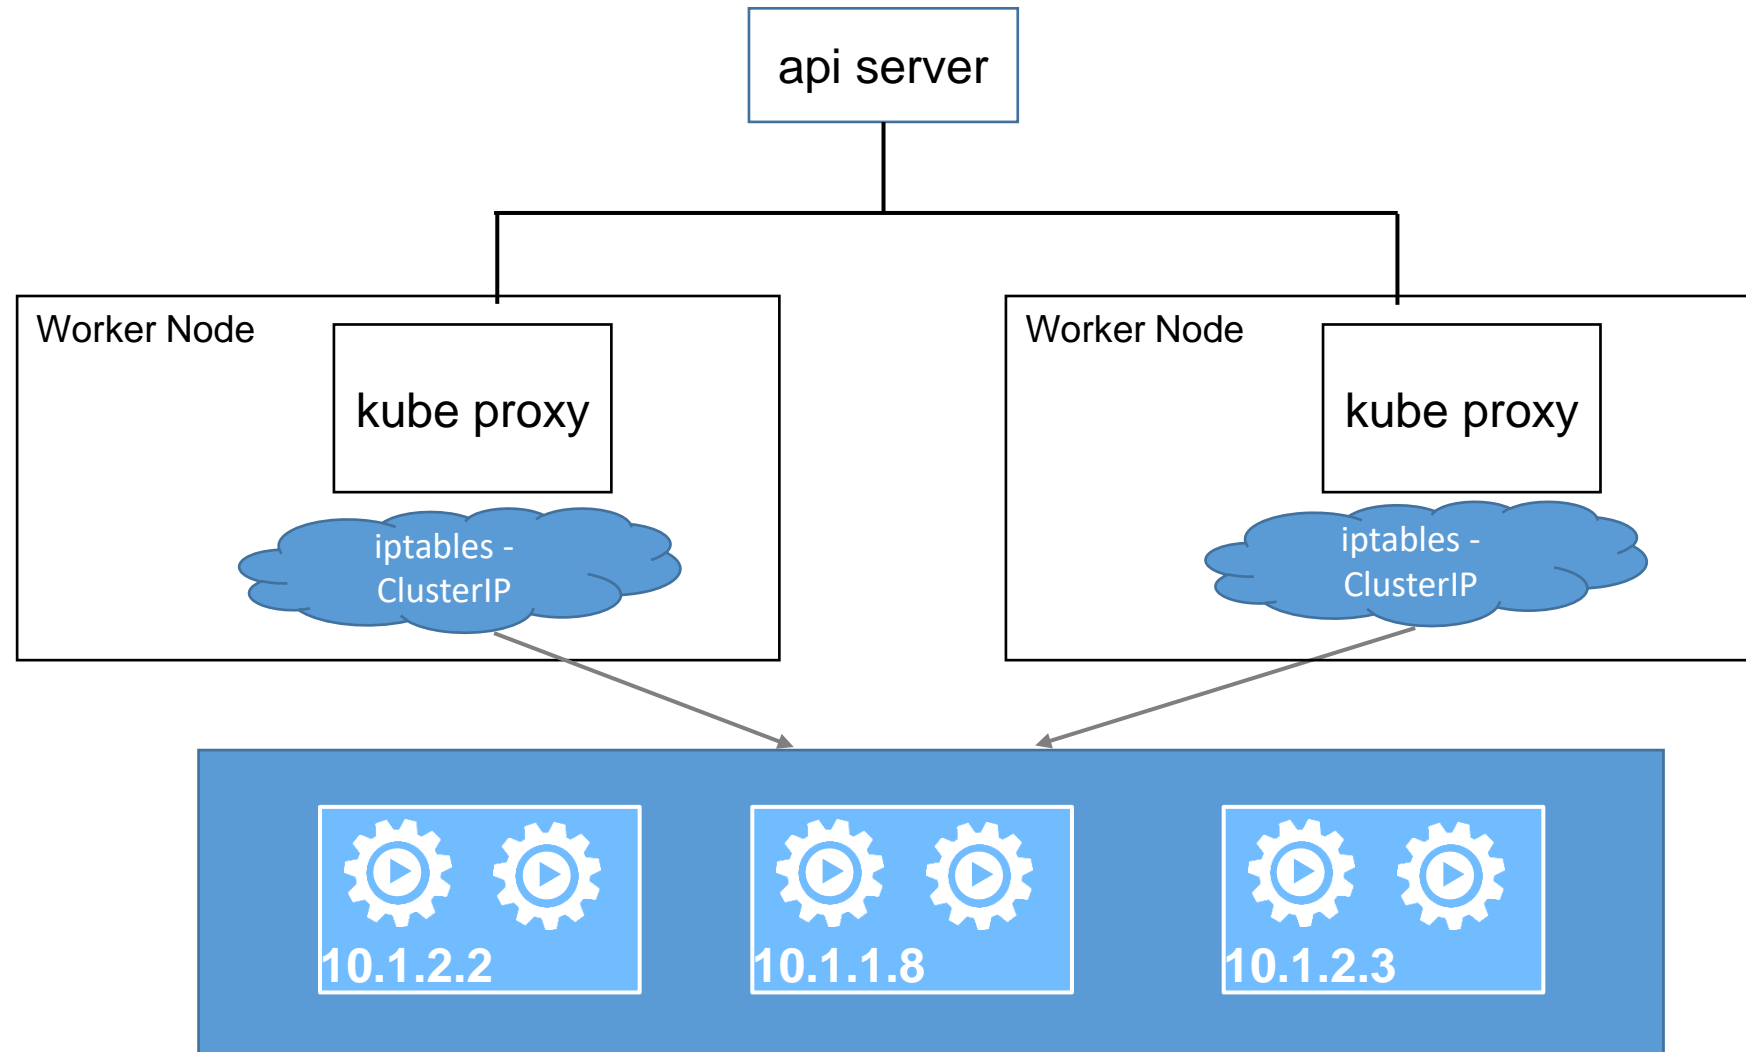 api server
Worker Node
kube proxy
iptables -
ClusterIP
Worker Node
kube proxy
iptables -
ClusterIP
10.1.2.2
10.1.1.8
10.1.2.3